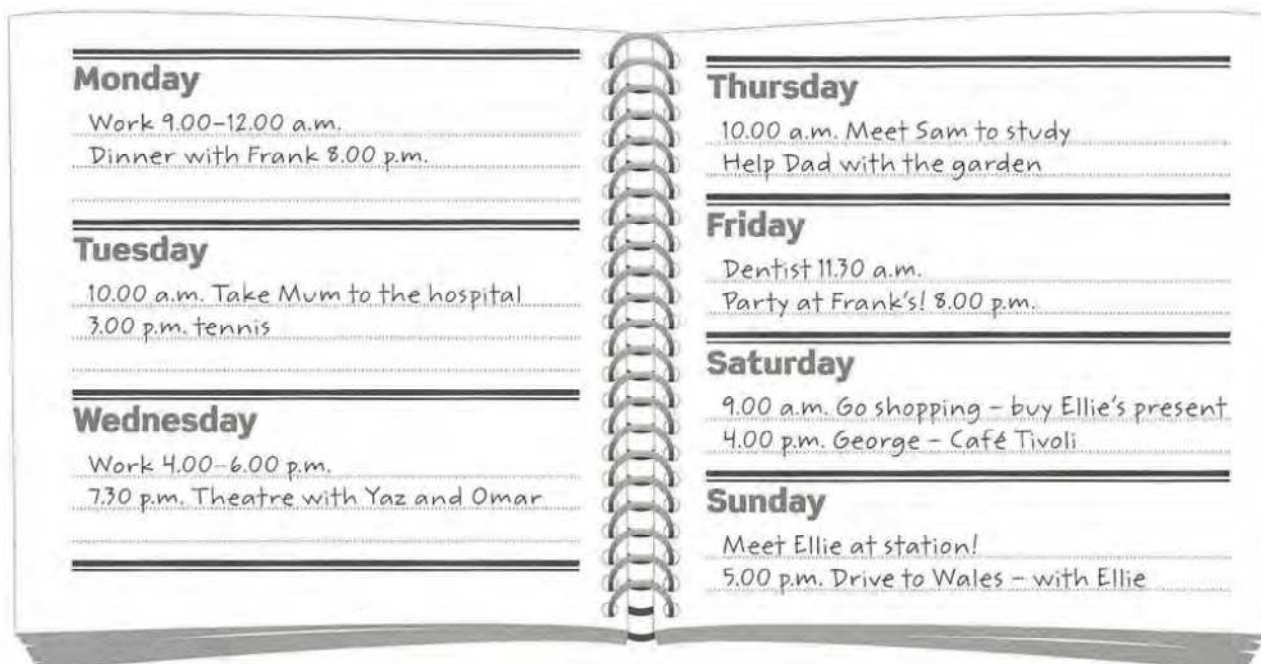 Monday
Work 9.00–12.00 a.m.
Dinner with Frank 8.00 p.m.
Tuesday
10.00 a.m. Take Mum to the hospital
3.00 p.m. tennis
Wednesday
Work 4.00–6.00 p.m.
7.30 p.m. Theatre with Yaz and Omar
Thursday
10.00 a.m. Meet Sam to study
Help Dad with the garden
Friday
Dentist 11.30 a.m.
Party at Frank's! 8.00 p.m.
Saturday
9.00 a.m. Go shopping – buy Ellie's present
4.00 p.m. George – Café Tivoli
Sunday
Meet Ellie at station!
5.00 p.m. Drive to Wales – with Ellie